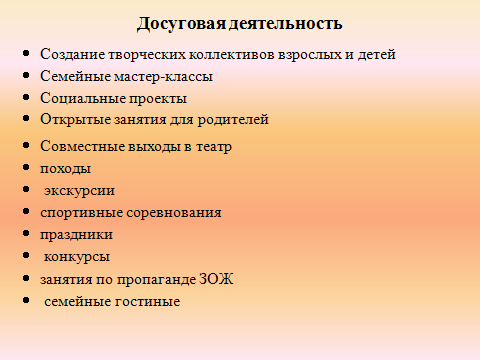 Досуговая деятельность
• Создание творческих коллективов взрослых и детей
• Семейные мастер-классы
• Социальные проекты
• Открытые занятия для родителей
• Совместные выходы в театр
• походы
• экскурсии
• спортивные соревнования
• праздники
• конкурсы
• занятия по пропаганде ЗОЖ
• семейные гостиные